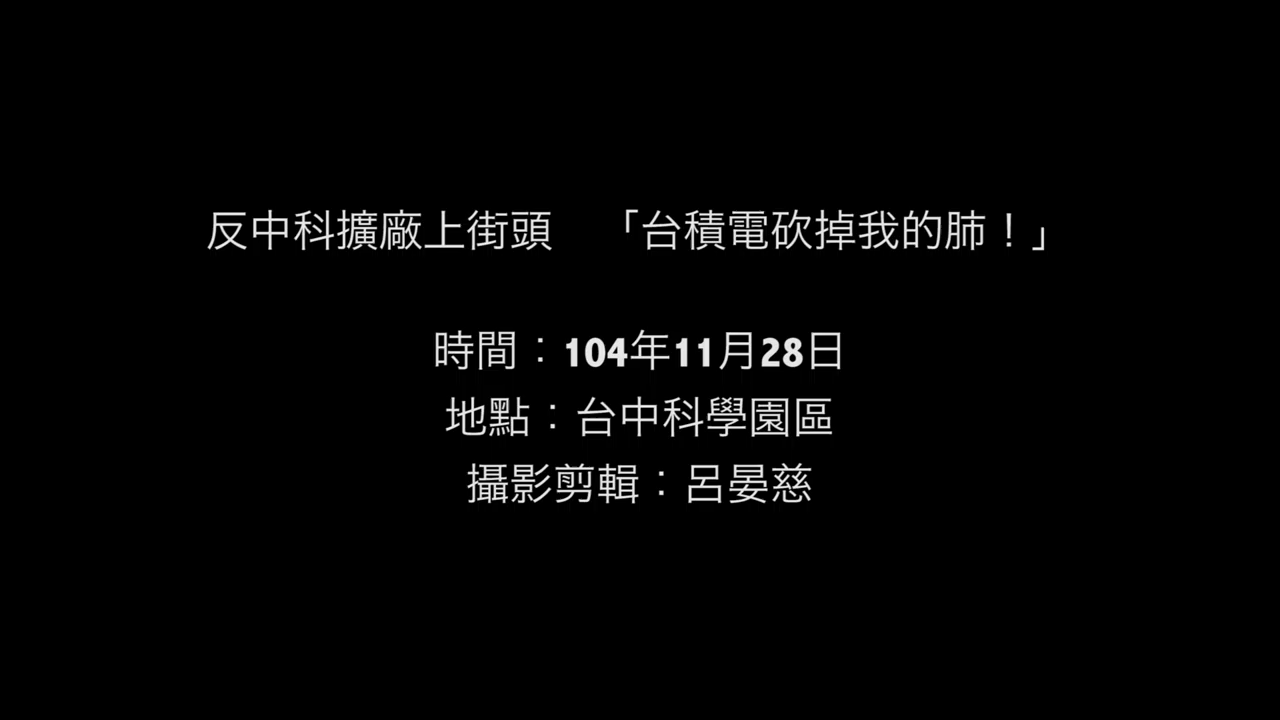 反中科擴廠上街頭　「台積電砍掉我的肺！」
時間：104年11月28日
地點：台中科學園區
攝影剪輯：呂晏慈